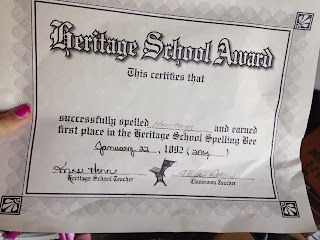 Heritage School Award
This certifies that
successfully spelled Heritage and earned
first place in the Heritage School Spelling Bee
January 22, 1892 (2014)
Heritage School Teacher
Classroom Teacher